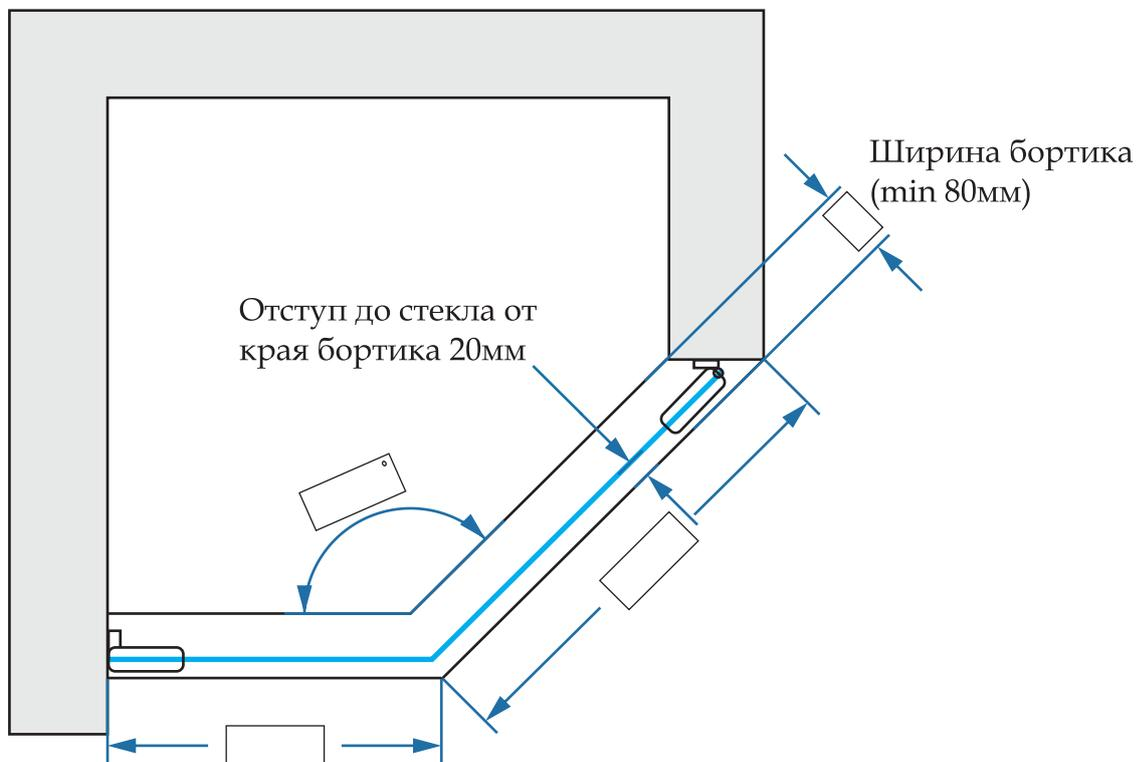 Ширина бортика
(min 80мм)
Отступ до стекла от
края бортика 20мм